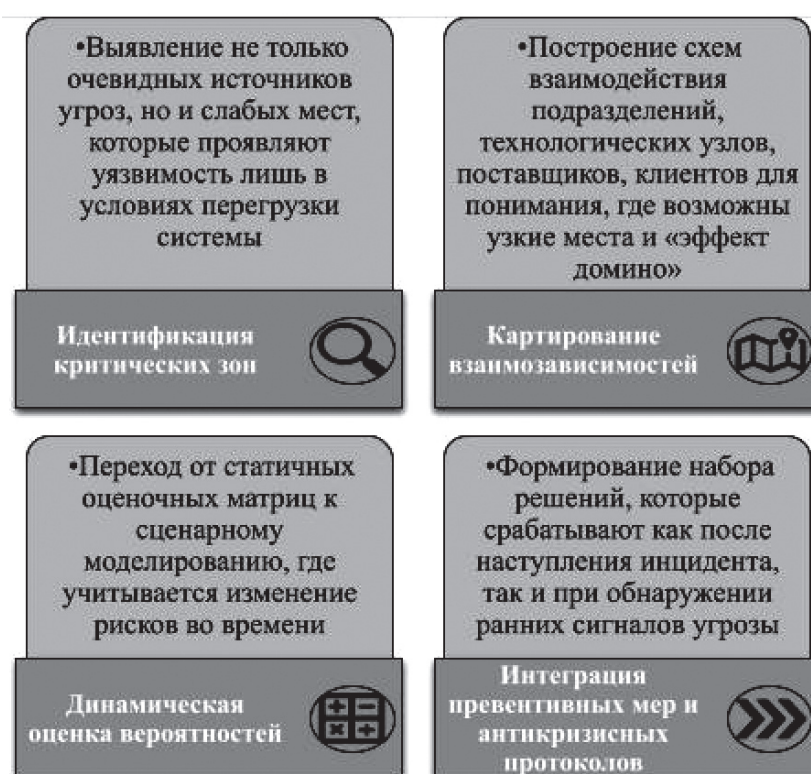 •Выявление не только
очевидных источников
угроз, но и слабых мест,
которые проявляют
уязвимость лишь в
условиях перегрузки
системы
Идентификация
критических зон
•Построение схем
взаимодействия
подразделений,
технологических узлов,
поставщиков, клиентов для
понимания, где возможны
узкие места и «эффект
домино»
Картирование
взаимозависимостей
•Переход от статичных
оценочных матриц к
сценарному
моделированию, где
учитывается изменение
рисков во времени
Динамическая
оценка вероятностей
•Формирование набора
решений, которые
срабатывают как после
наступления инцидента,
так и при обнаружении
ранних сигналов угрозы
Интеграция
превентивных мер и
антикризисных
протоколов